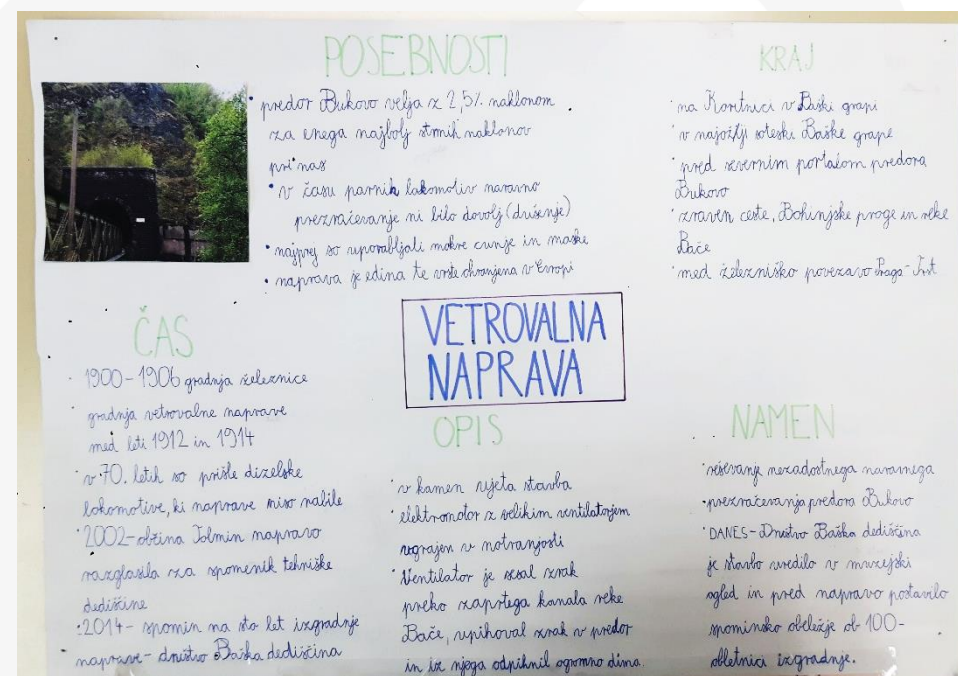 POSEBNOSTI
• predor Bukovo velja z 2,5% naklonom
za enega najbolj strmih naklonov
pri nas
• v času parnih lokomotiv naravno
prezračevanje ni bilo dovolj (dušenje)
• najprej so uporabljali mokre cunje in maske
• naprava je edina te vrste ohranjena v Evropi
KRAJ
• na Koritnici v Baški grapi
• v najožji soteski Baške grape
• pred severnim portalom predora
Bukovo
• zraven ceste, Bohinjske proge in reke
Bače
• med železniško povezavo Praga-Trst
VETROVALNA
NAPRAVA
ČAS
• 1900-1906 gradnja železnice
• gradnja vetrovalne naprave
med leti 1912 in 1914
• v 70. letih so prišle dizelske
lokomotive, ki naprave niso rabile
• 2002-občina Tolmin napravo
razglasila za spomenik tehniške
dediščine
• 2014- spomin na sto let izgradnje
naprave- društvo Baška dediščina
OPIS
• v kamen ujeta stavba
• elektromotor z velikim ventilatorjem
vgrajen v notranjosti
• Ventilator je sesal zrak
preko zaprtega kanala reke
Bače, vpihoval zrak v predor
in iz njega odpihnil ogromno dima.
NAMEN
• reševanje nezadostnega naravnega
• prezračevanja predora Bukovo
• DANES-Društvo Baška dediščina
je stavbo uredilo v muzejski
ogled in pred napravo postavilo
spominsko obeležje ob 100-
obletnici izgradnje.